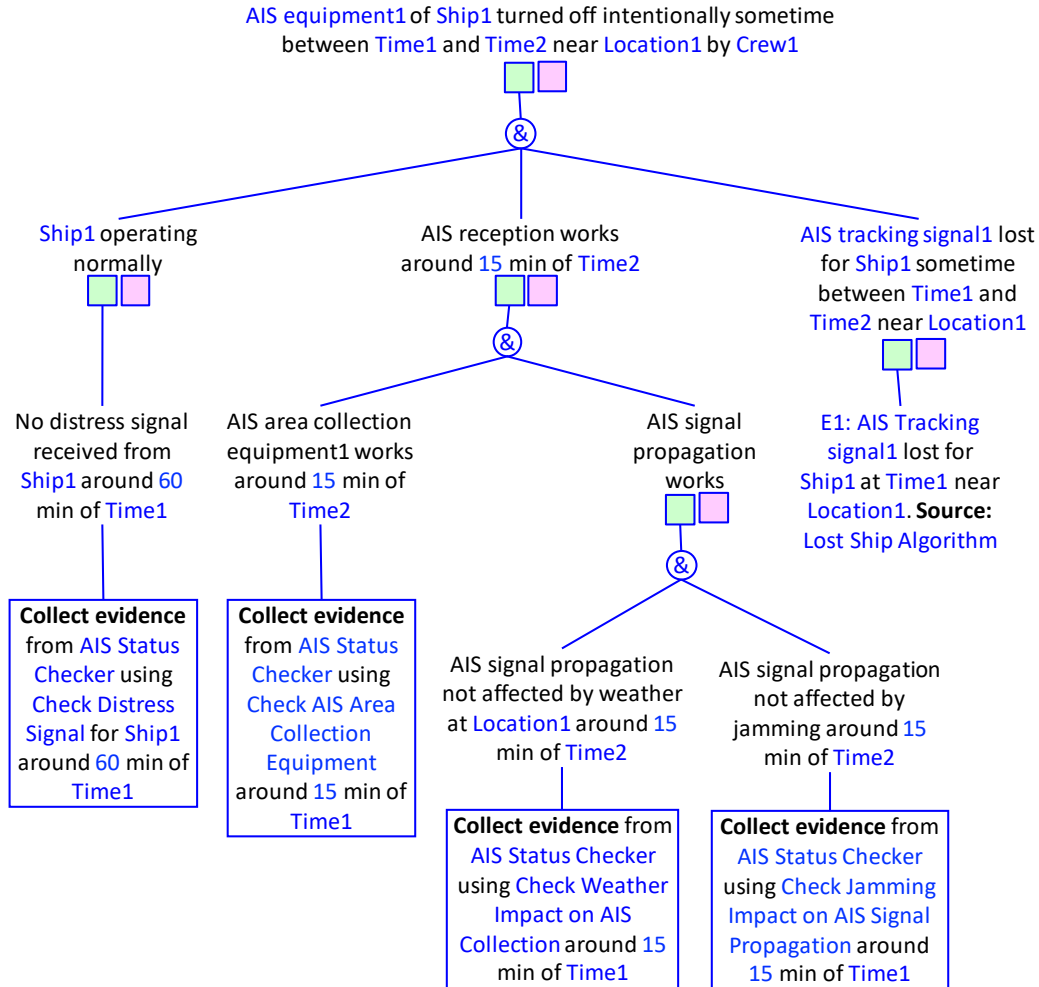 AIS equipment1 of Ship1 turned off intentionally sometime
between Time1 and Time2 near Location1 by Crew1
&
Ship1 operating
normally
AIS reception works
around 15 min of Time2
AIS tracking signal1 lost
for Ship1 sometime
between Time1 and
Time2 near Location1
&
No distress signal
received from
Ship1 around 60
min of Time1
AIS area collection
equipment1 works
around 15 min of
Time2
AIS signal
propagation
works
E1: AIS Tracking
signal1 lost for
Ship1 at Time1 near
Location1. Source:
Lost Ship Algorithm
&
Collect evidence
from AIS Status
Checker using
Check Distress
Signal for Ship1
around 60 min of
Time1
Collect evidence
from AIS Status
Checker using
Check AIS Area
Collection
Equipment
around 15 min of
Time1
AIS signal propagation
not affected by weather
at Location1 around 15
min of Time2
AIS signal propagation
not affected by
jamming around 15
min of Time2
Collect evidence from
AIS Status Checker
using Check Weather
Impact on AIS
Collection around 15
min of Time1
Collect evidence from
AIS Status Checker
using Check Jamming
Impact on AIS Signal
Propagation around
15 min of Time1